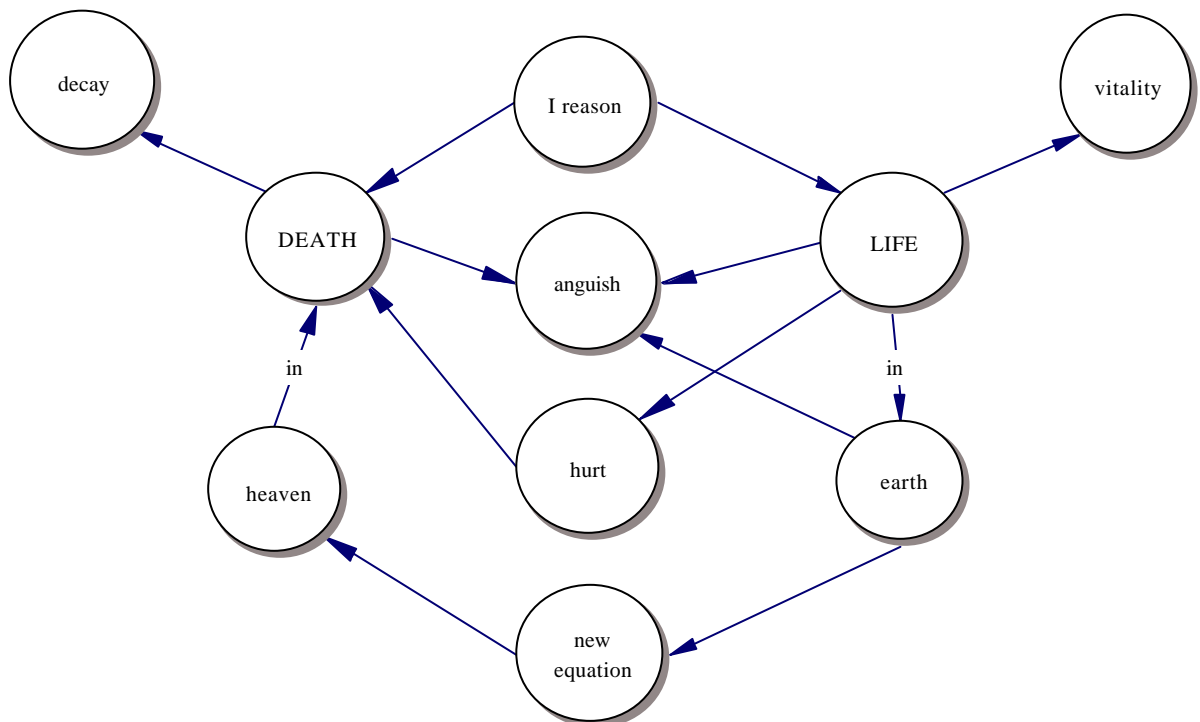 decay
I reason
vitality
DEATH
anguish
LIFE
in
in
heaven
hurt
earth
new
equation